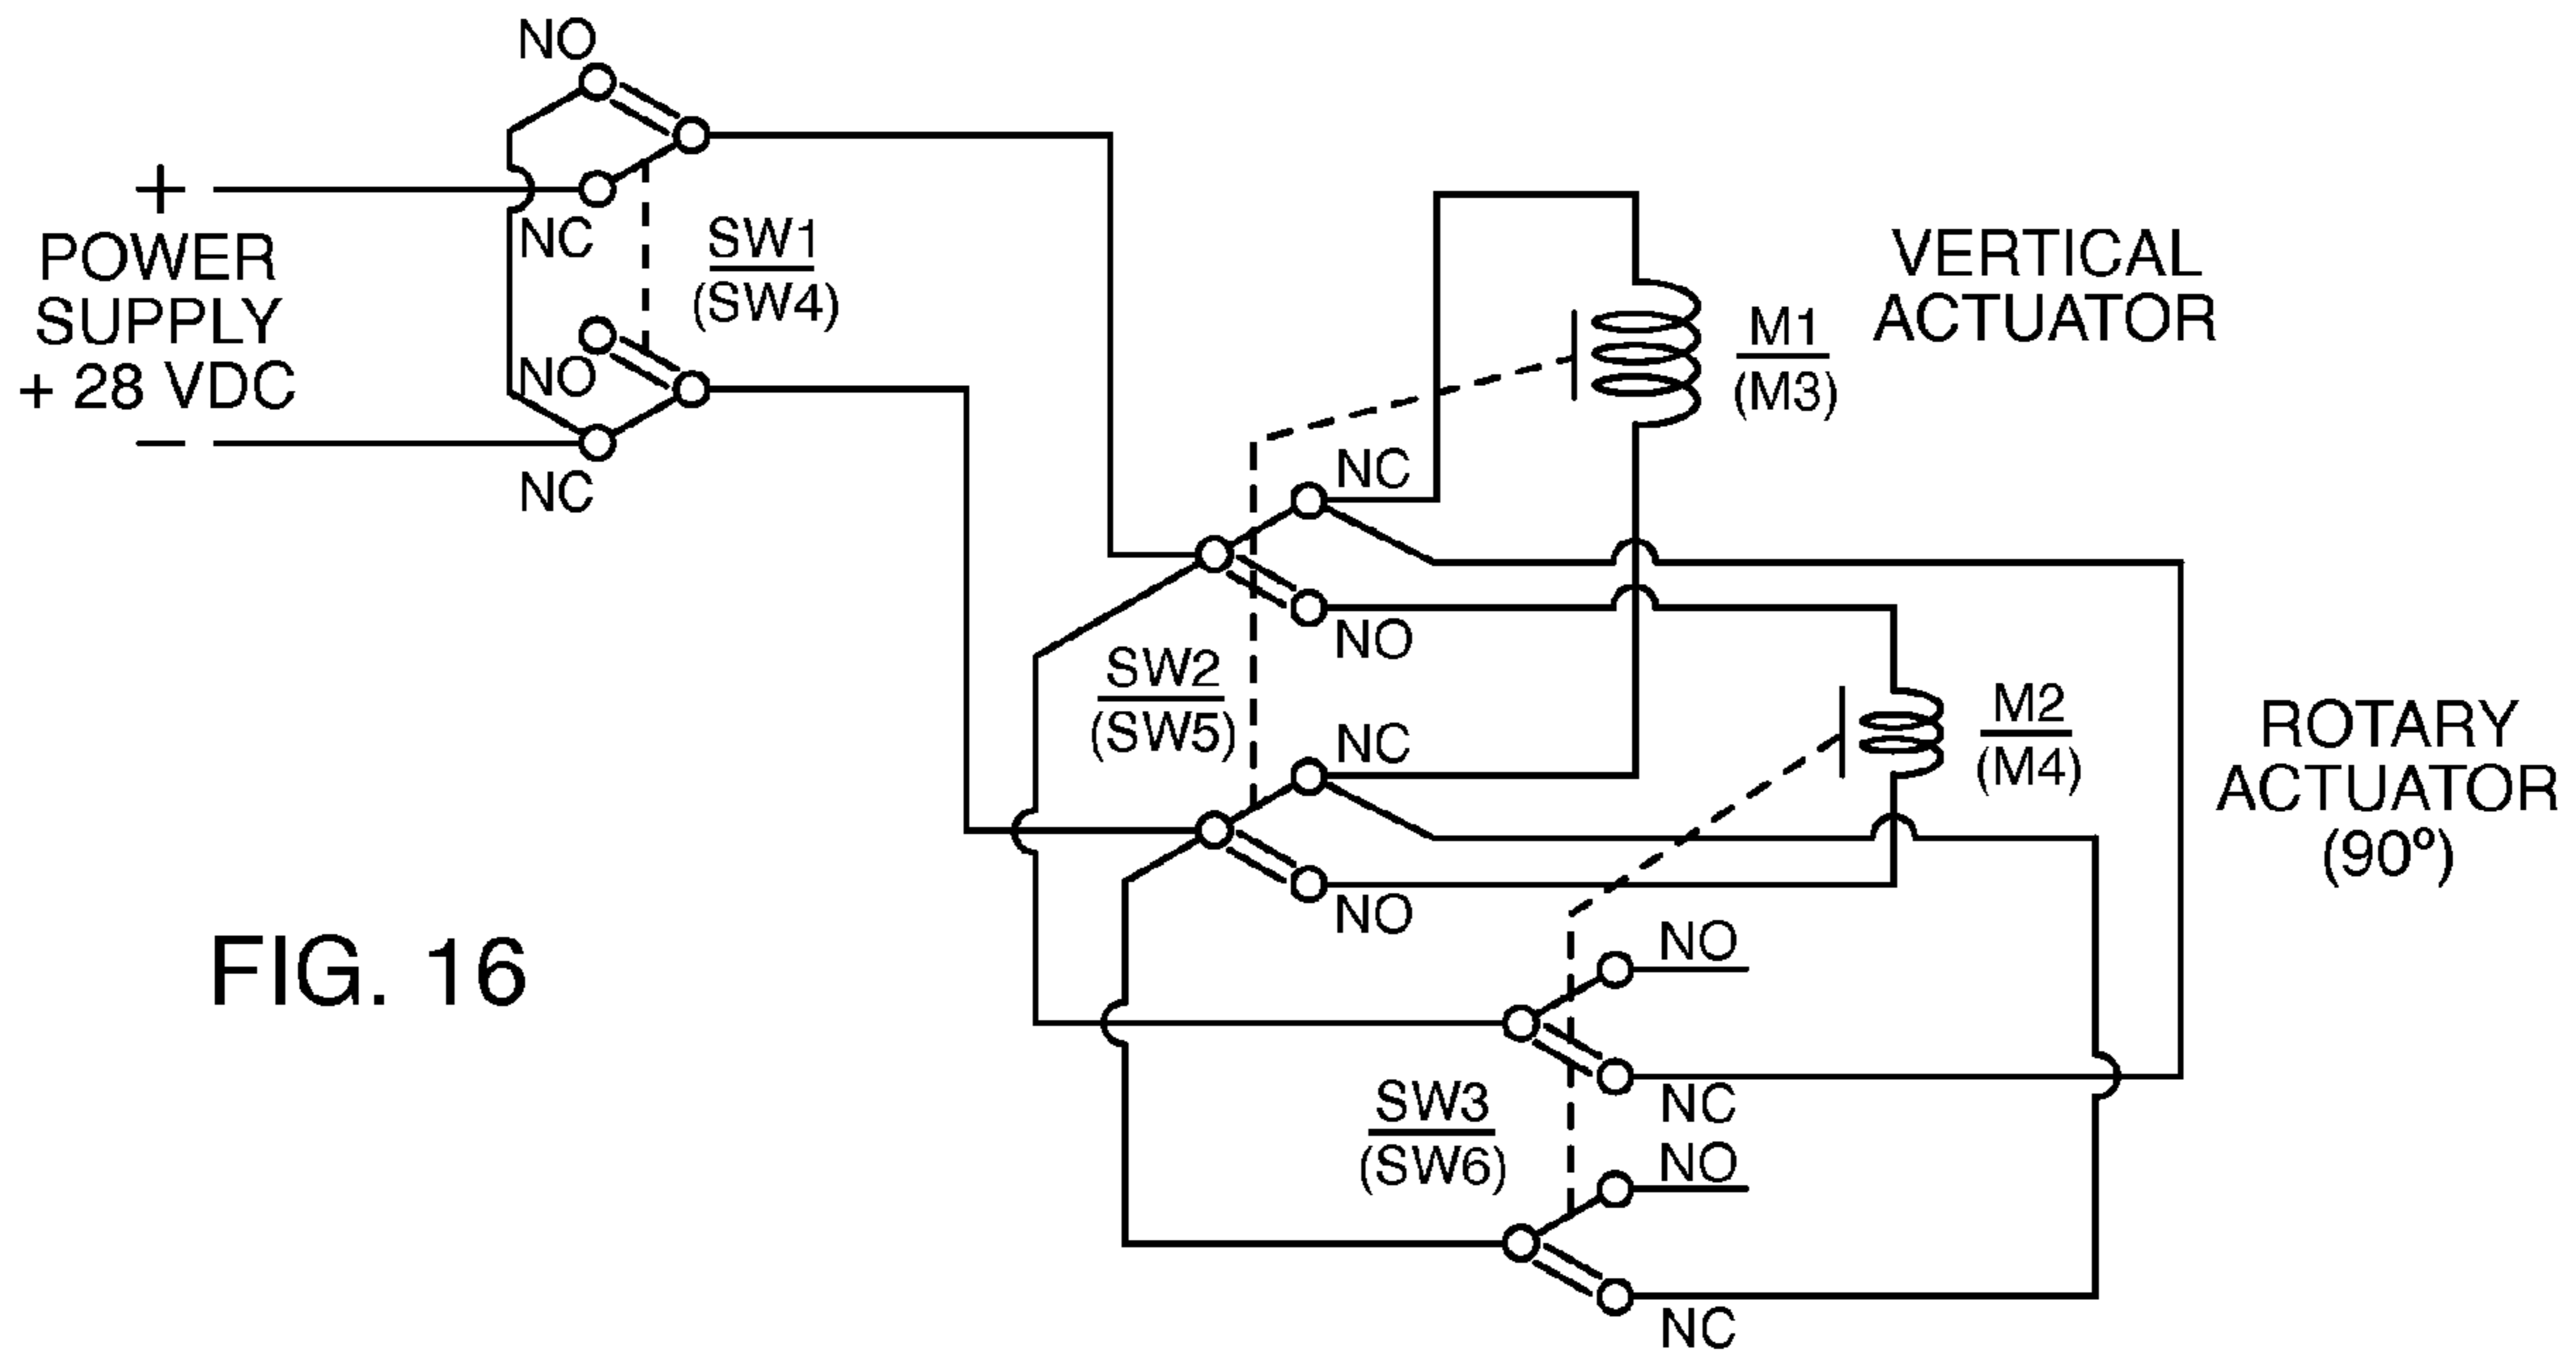 NO
+
POWER
SUPPLY
+ 28 VDC
−
NC
SW1
(SW4)
NO
NC
VERTICAL
ACTUATOR
M1
(M3)
NC
NO
SW2
(SW5)
NC
NO
M2
(M4)
ROTARY
ACTUATOR
(90º)
NO
NC
SW3
(SW6)
NO
NC
FIG. 16